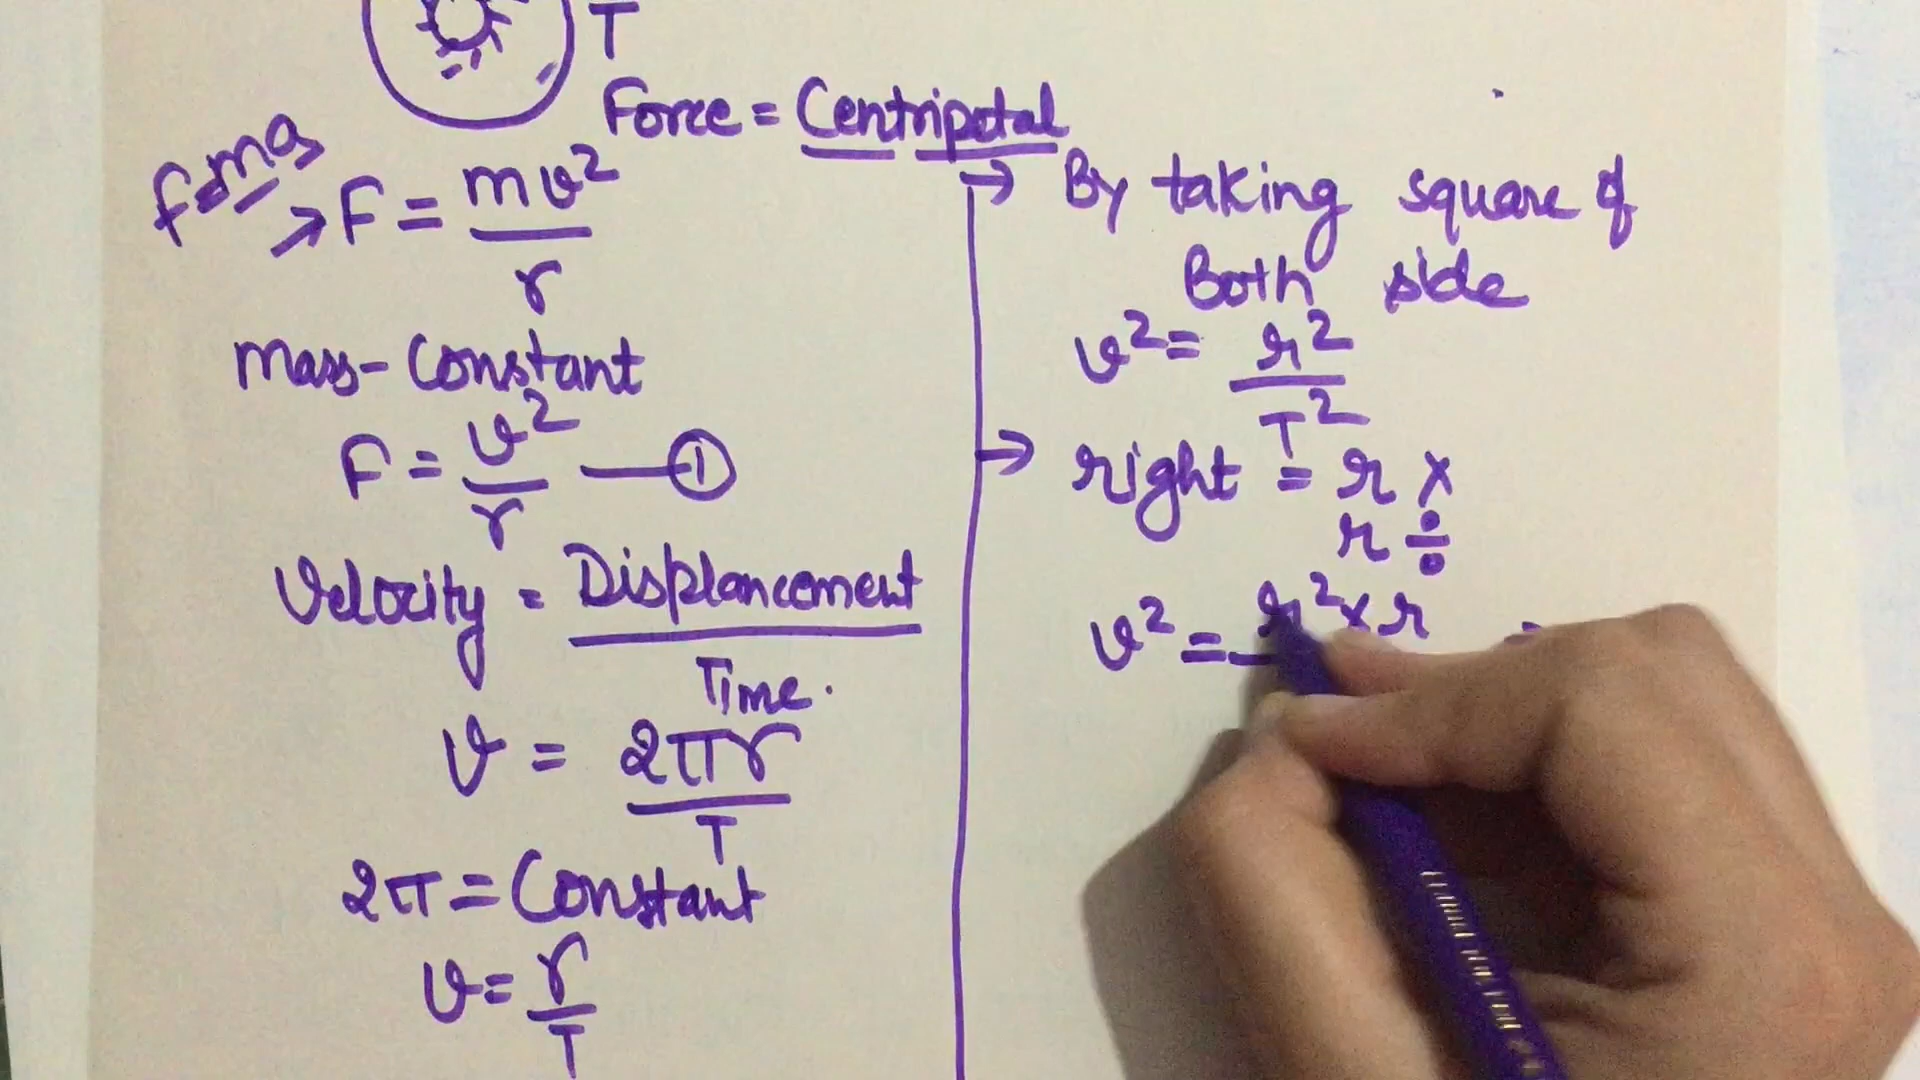 T
Force = Centripetal
F=ma
→ F = mv²
r
Mass - Constant
F = v² — ①
r
Velocity = Displancement
Time.
v = 2πr
T
2π = Constant
v = r
T
→ By taking square of
Both side
v² = r²
T²
→ right = r ×
r ÷
v² = r² × r